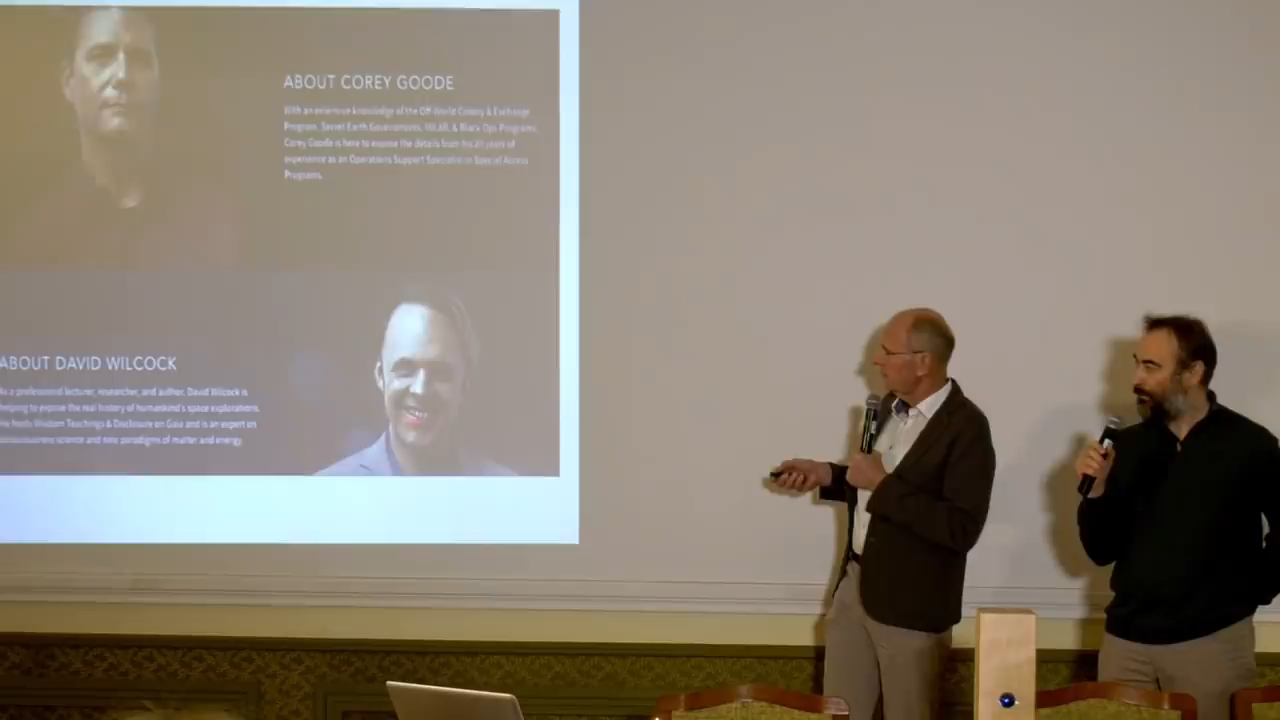 ABOUT COREY GOODE
With an extensive knowledge of the Off World Colony & Exchange
Program, Secret Earth Governments, MILAB, & Black Ops Programs,
Corey Goode is here to expose the details from his 20 years of
experience as an Operations Support Specialist in Special Access
Programs.
ABOUT DAVID WILCOCK
As a professional lecturer, researcher, and author, David Wilcock is
helping to expose the real history of humankind's space explorations.
He hosts Wisdom Teachings & Disclosure on Gaia and is an expert on
consciousness science and new paradigms of matter and energy.